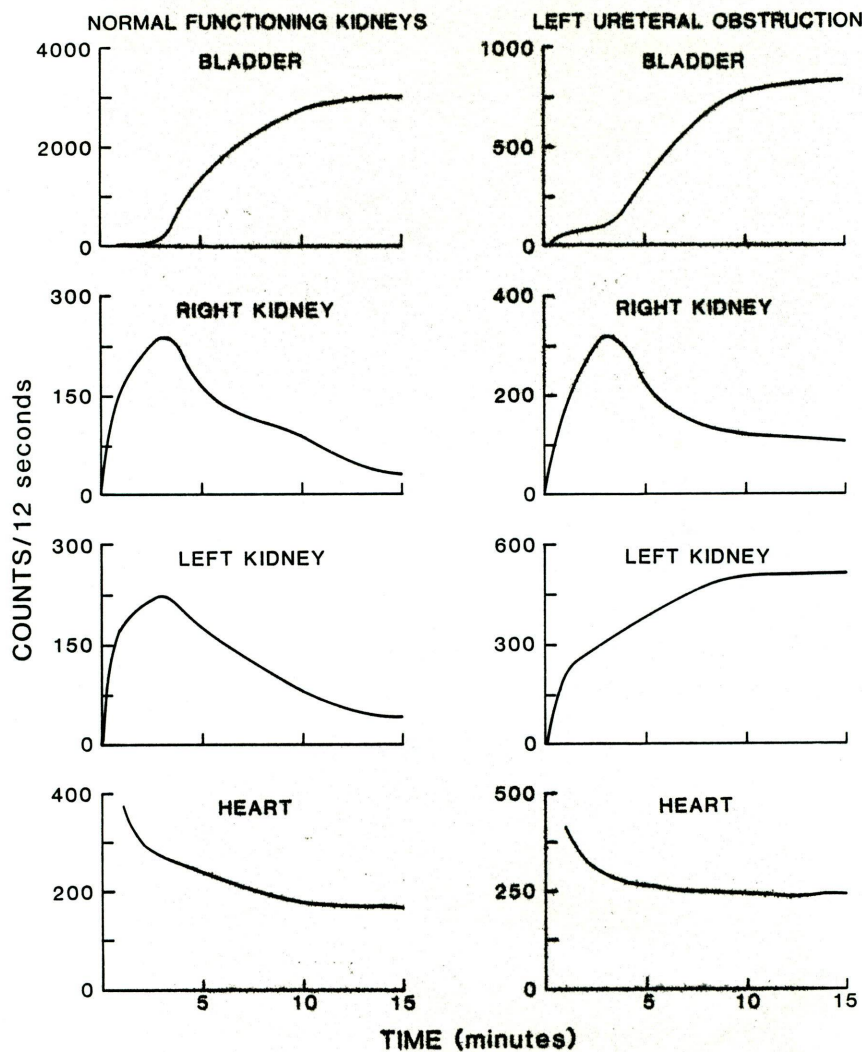 NORMAL FUNCTIONING KIDNEYS
LEFT URETERAL OBSTRUCTION
BLADDER
4000
2000
0
BLADDER
1000
500
0
RIGHT KIDNEY
300
150
0
RIGHT KIDNEY
400
200
0
LEFT KIDNEY
300
150
0
LEFT KIDNEY
600
300
0
HEART
400
200
0
5 10 15
HEART
500
250
0
5 10 15
COUNTS/12 seconds
TIME (minutes)